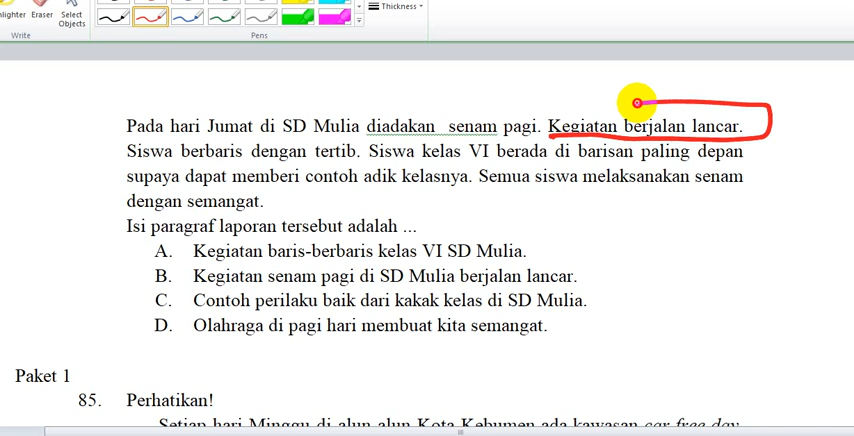 hlighter Eraser Select Thickness
Objects
Write Pens
Pada hari Jumat di SD Mulia diadakan senam pagi. Kegiatan berjalan lancar.
Siswa berbaris dengan tertib. Siswa kelas VI berada di barisan paling depan
supaya dapat memberi contoh adik kelasnya. Semua siswa melaksanakan senam
dengan semangat.
Isi paragraf laporan tersebut adalah ...
A. Kegiatan baris-berbaris kelas VI SD Mulia.
B. Kegiatan senam pagi di SD Mulia berjalan lancar.
C. Contoh perilaku baik dari kakak kelas di SD Mulia.
D. Olahraga di pagi hari membuat kita semangat.
Paket 1
85. Perhatikan!
Setiap hari Minggu di alun alun Kota Kebumen ada kawasan car free day